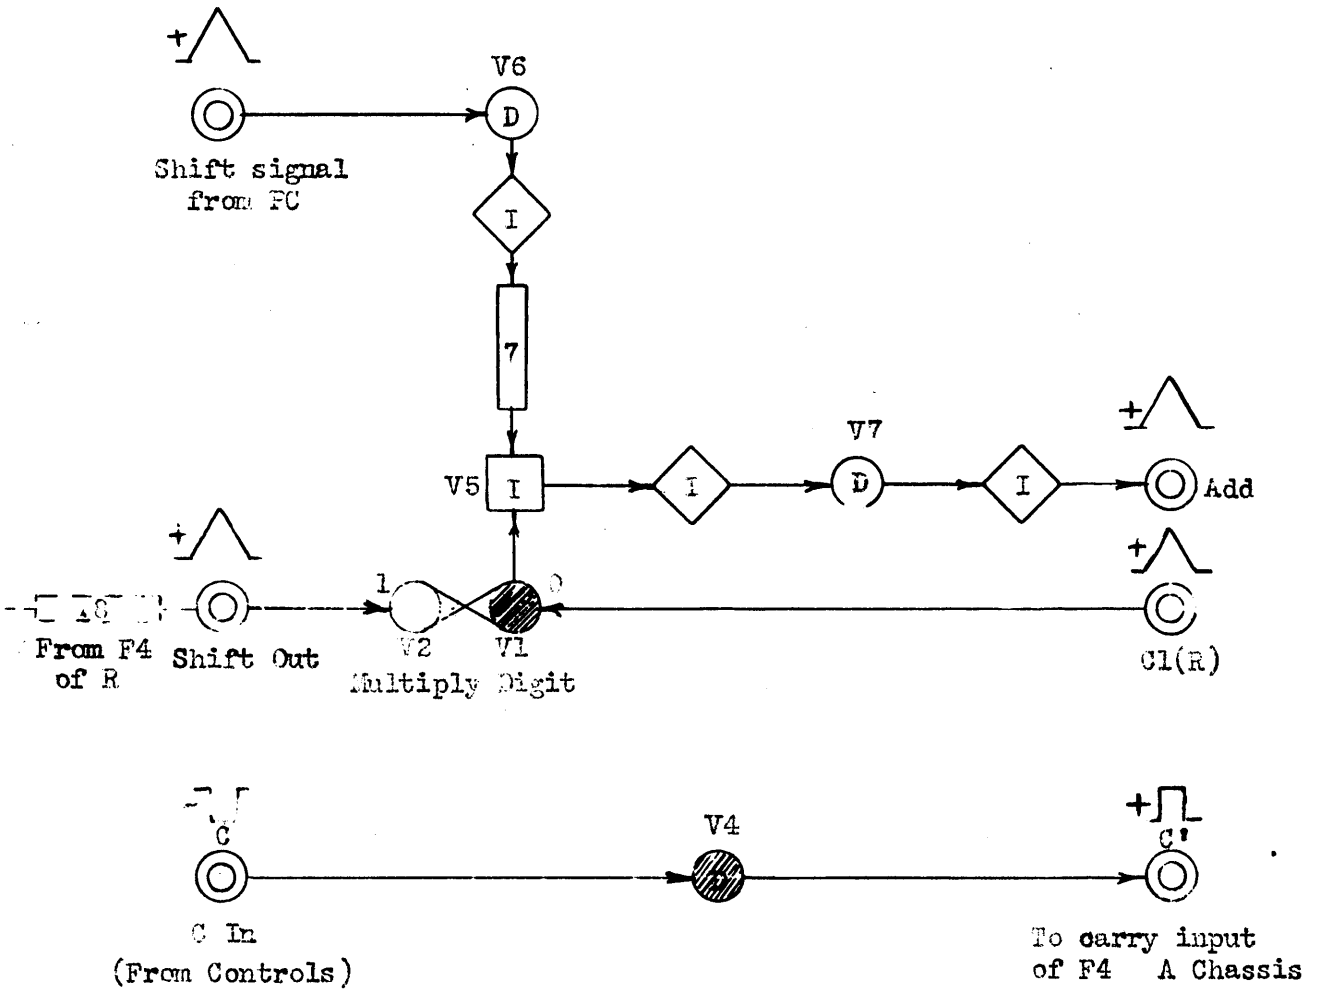 +
V6
D
Shift signal
from PC
I
7
+
V7
V5 I
I
D
I
Add
+
+
1
0
From F4
of R
Shift Out
V2
V1
Multiply Digit
Cl(R)
-
C
V4
+
C'
C In
(From Controls)
To carry input
of F4 A Chassis